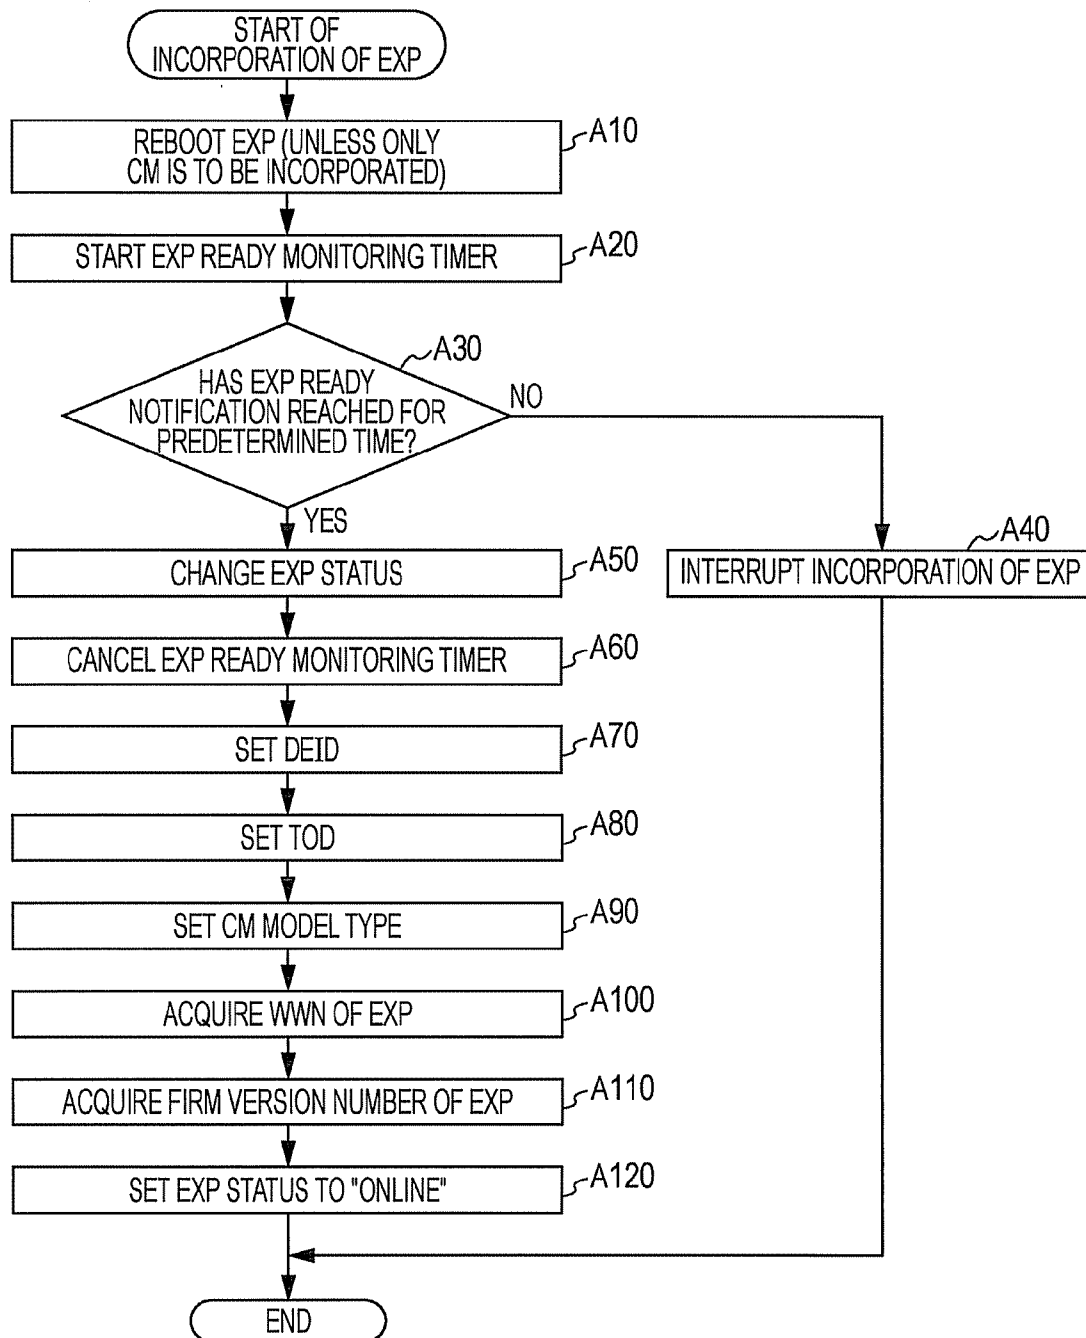 START OF
INCORPORATION OF EXP
REBOOT EXP (UNLESS ONLY
CM IS TO BE INCORPORATED)
A10
START EXP READY MONITORING TIMER
A20
A30
HAS EXP READY
NOTIFICATION REACHED FOR
PREDETERMINED TIME?
NO
YES
A40
INTERRUPT INCORPORATION OF EXP
CHANGE EXP STATUS
A50
CANCEL EXP READY MONITORING TIMER
A60
SET DEID
A70
SET TOD
A80
SET CM MODEL TYPE
A90
ACQUIRE WWN OF EXP
A100
ACQUIRE FIRM VERSION NUMBER OF EXP
A110
SET EXP STATUS TO "ONLINE"
A120
END